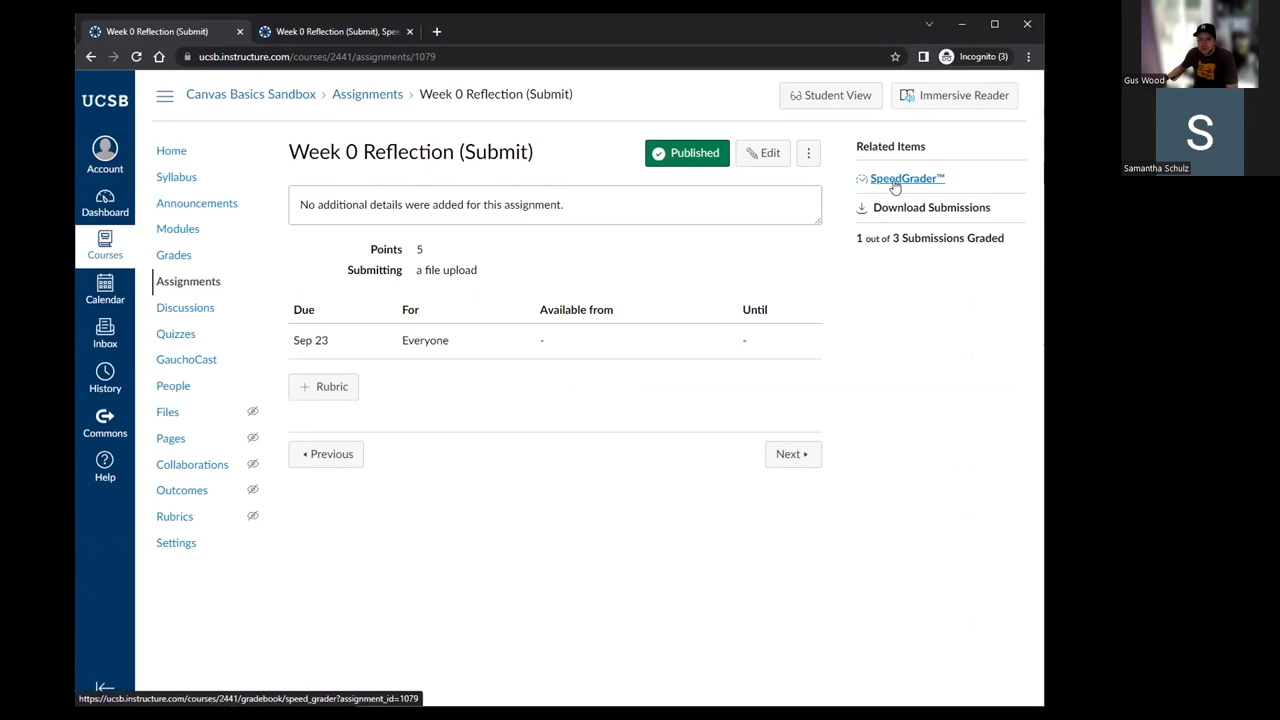 Week 0 Reflection (Submit)
Week 0 Reflection (Submit), Spe
ucsb.instructure.com/courses/2441/assignments/1079
Incognito (3)
UCSB
Account
Dashboard
Courses
Calendar
Inbox
History
Commons
Help
Canvas Basics Sandbox › Assignments › Week 0 Reflection (Submit)
Student View
Immersive Reader
Home
Syllabus
Announcements
Modules
Grades
Assignments
Discussions
Quizzes
GauchoCast
People
Files
Pages
Collaborations
Outcomes
Rubrics
Settings
Week 0 Reflection (Submit)
Published
Edit
No additional details were added for this assignment.
Points 5
Submitting a file upload
Due For Available from Until
Sep 23 Everyone - -
+ Rubric
Previous
Next
Related Items
SpeedGrader™
Download Submissions
1 out of 3 Submissions Graded
https://ucsb.instructure.com/courses/2441/gradebook/speed_grader?assignment_id=1079
Gus Wood
S
Samantha Schulz